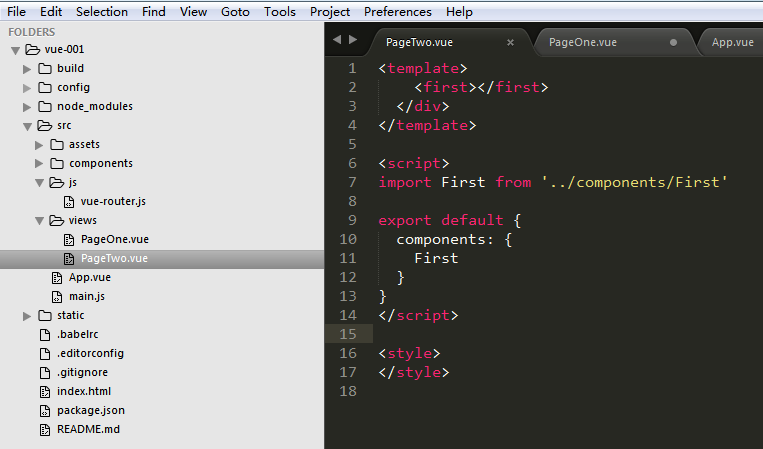 File Edit Selection Find View Goto Tools Project Preferences Help
FOLDERS
vue-001
build
config
node_modules
src
assets
components
js
vue-router.js
views
PageOne.vue
PageTwo.vue
App.vue
main.js
static
.babelrc
.editorconfig
.gitignore
index.html
package.json
README.md
PageTwo.vue × PageOne.vue App.vue
1 <template>
2     <first></first>
3   </div>
4 </template>
5
6 <script>
7 import First from '../components/First'
8
9 export default {
10   components: {
11     First
12   }
13 }
14 </script>
15
16 <style>
17 </style>
18